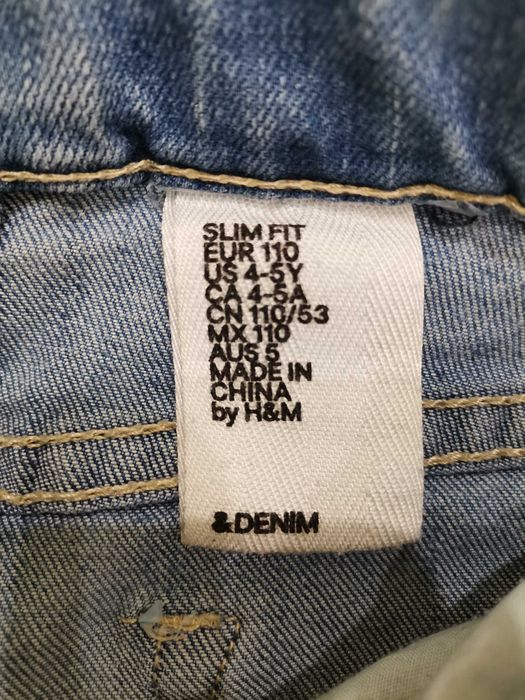 SLIM FIT
EUR 110
US 4-5Y
CA 4-5A
CN 110/53
MX 110
AUS 5
MADE IN
CHINA
by H&M
&DENIM